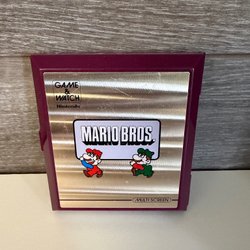 GAME &
WATCH
Nintendo
MARIO BROS.
MULTI SCREEN